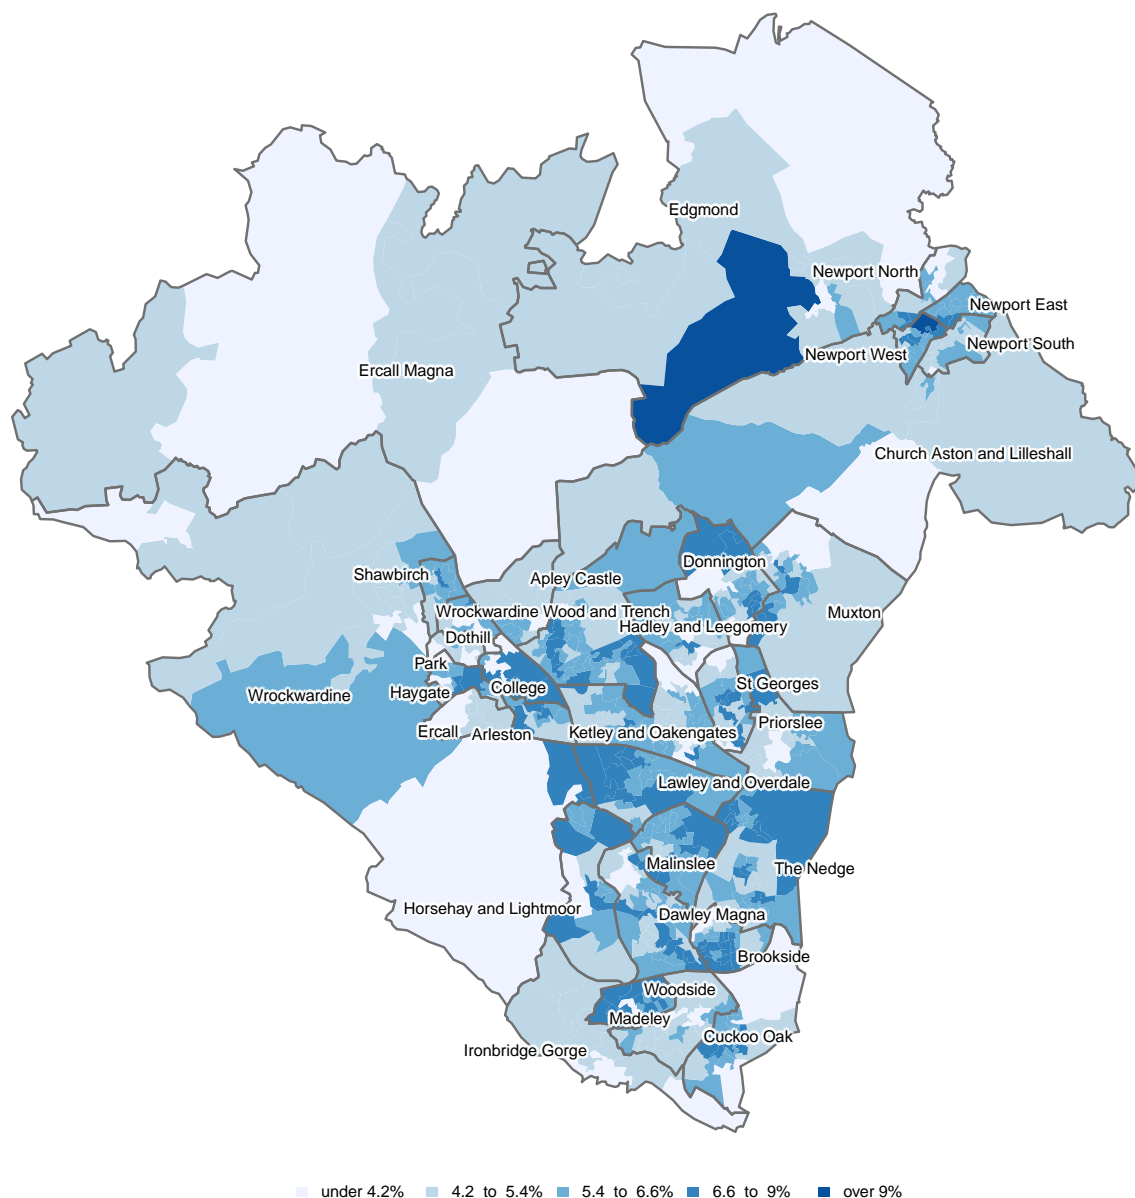 Edgmond
Newport North
Newport East
Newport South
Newport West
Ercall Magna
Church Aston and Lilleshall
Donnington
Shawbirch
Apley Castle
Wrockwardine Wood and Trench
Muxton
Hadley and Leegomery
Dothill
Park
St Georges
College
Haygate
Wrockwardine
Priorslee
Ercall
Arleston
Ketley and Oakengates
Lawley and Overdale
Malinslee
The Nedge
Horsehay and Lightmoor
Dawley Magna
Brookside
Woodside
Madeley
Cuckoo Oak
Ironbridge Gorge
under 4.2% 4.2 to 5.4% 5.4 to 6.6% 6.6 to 9% over 9%